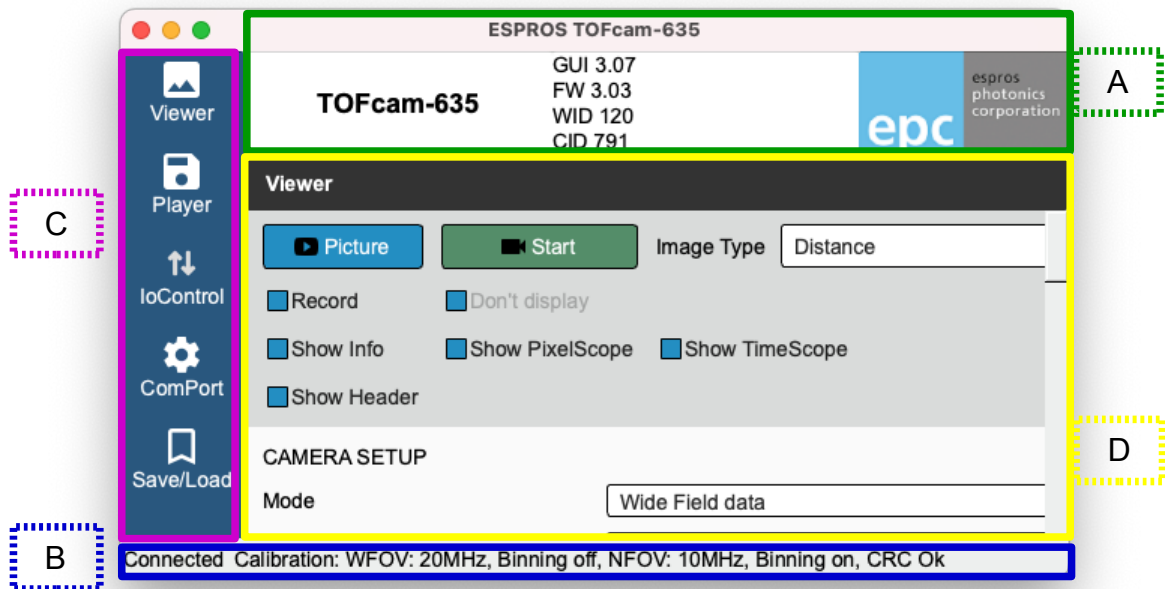 ESPROS TOFcam-635
A
GUI 3.07
FW 3.03
WID 120
CID 791
TOFcam-635
epc
espros
photonics
corporation
Viewer
Player
IoControl
ComPort
Save/Load
C
Viewer
Picture
Start
Image Type
Distance
Record
Don't display
Show Info
Show PixelScope
Show TimeScope
Show Header
CAMERA SETUP
Mode
Wide Field data
D
B
Connected Calibration: WFOV: 20MHz, Binning off, NFOV: 10MHz, Binning on, CRC Ok